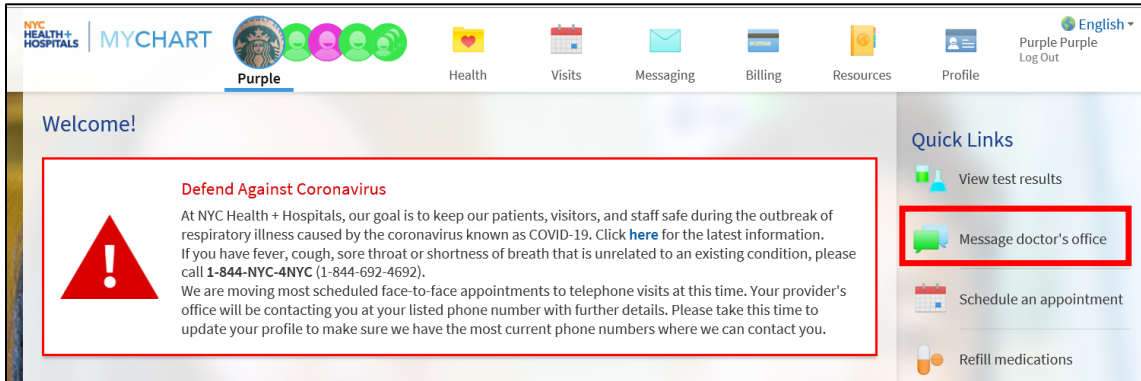 NYC
HEALTH+
HOSPITALS
MYCHART
Purple
Health
Visits
Messaging
Billing
Resources
Profile
English
Purple Purple
Log Out
Welcome!
Defend Against Coronavirus
At NYC Health + Hospitals, our goal is to keep our patients, visitors, and staff safe during the outbreak of
respiratory illness caused by the coronavirus known as COVID-19. Click here for the latest information.
If you have fever, cough, sore throat or shortness of breath that is unrelated to an existing condition, please
call 1-844-NYC-4NYC (1-844-692-4692).
We are moving most scheduled face-to-face appointments to telephone visits at this time. Your provider's
office will be contacting you at your listed phone number with further details. Please take this time to
update your profile to make sure we have the most current phone numbers where we can contact you.
Quick Links
View test results
Message doctor's office
Schedule an appointment
Refill medications